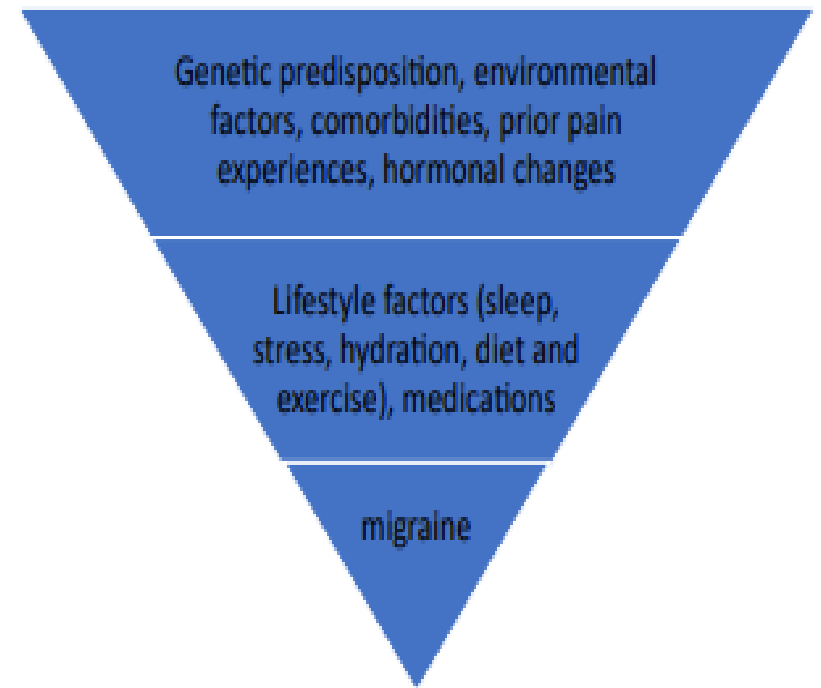 Genetic predisposition, environmental
factors, comorbidities, prior pain
experiences, hormonal changes
Lifestyle factors (sleep,
stress, hydration, diet and
exercise), medications
migraine